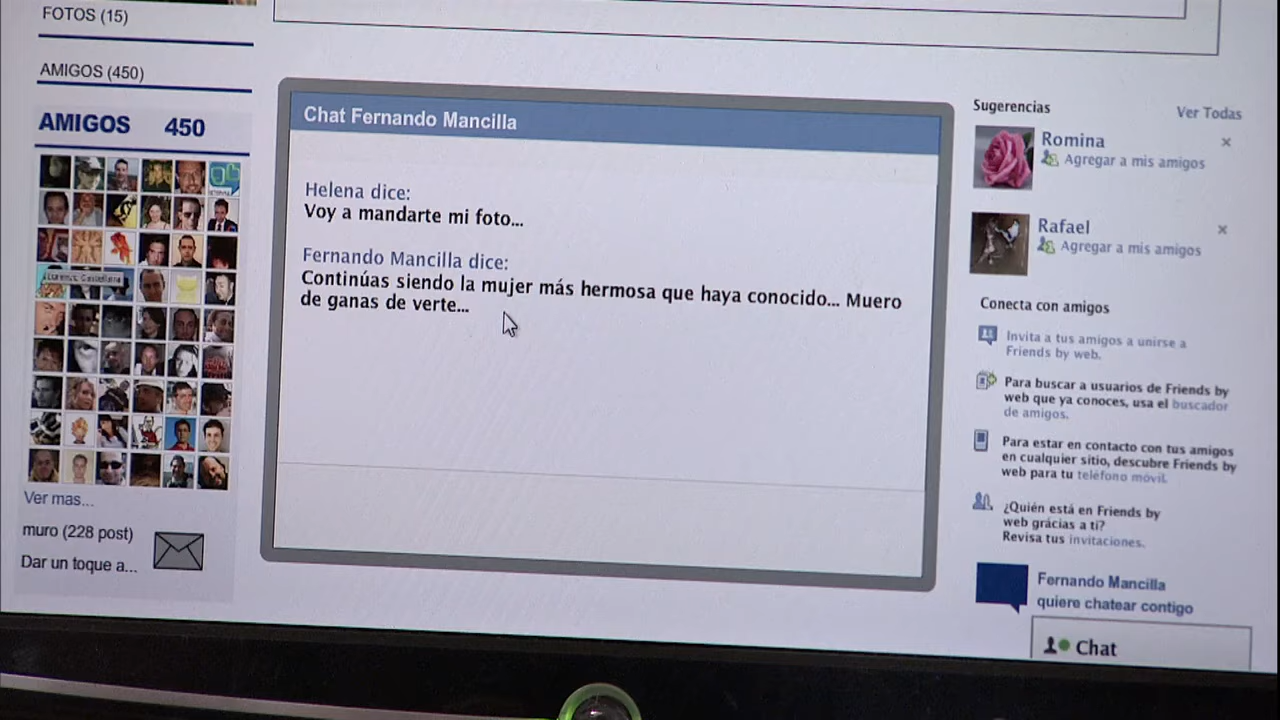 FOTOS (15)
AMIGOS (450)
AMIGOS 450
Ver mas...
muro (228 post)
Dar un toque a...
Chat Fernando Mancilla
Helena dice:
Voy a mandarte mi foto...
Fernando Mancilla dice:
Continúas siendo la mujer más hermosa que haya conocido... Muero
de ganas de verte...
Sugerencias
Ver Todas
Romina
Agregar a mis amigos
Rafael
Agregar a mis amigos
Conecta con amigos
Invita a tus amigos a unirse a
Friends by web.
Para buscar a usuarios de Friends by
web que ya conoces, usa el buscador
de amigos.
Para estar en contacto con tus amigos
en cualquier sitio, descubre Friends by
web para tu teléfono móvil.
¿Quién está en Friends by
web grácias a ti?
Revisa tus invitaciones.
Fernando Mancilla
quiere chatear contigo
Chat